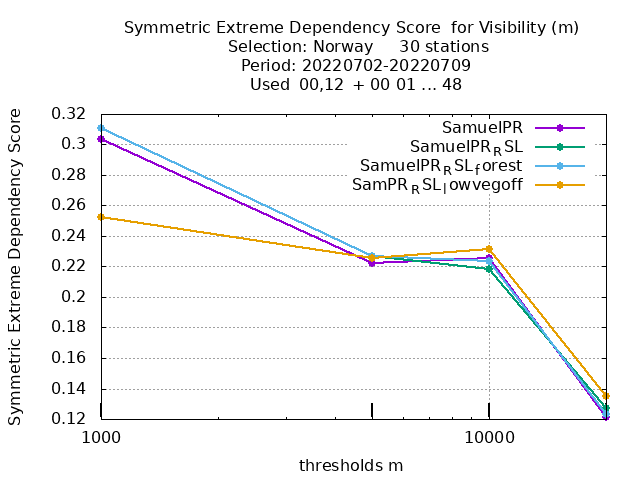 Symmetric Extreme Dependency Score for Visibility (m)
Selection: Norway 30 stations
Period: 20220702-20220709
Used 00,12 + 00 01 ... 48
Symmetric Extreme Dependency Score
0.32
0.3
0.28
0.26
0.24
0.22
0.2
0.18
0.16
0.14
0.12
SamuelPR
SamuelPR_RSL
SamuelPR_RSL_forest
SamPR_RSL_lowvegoff
1000
10000
thresholds m